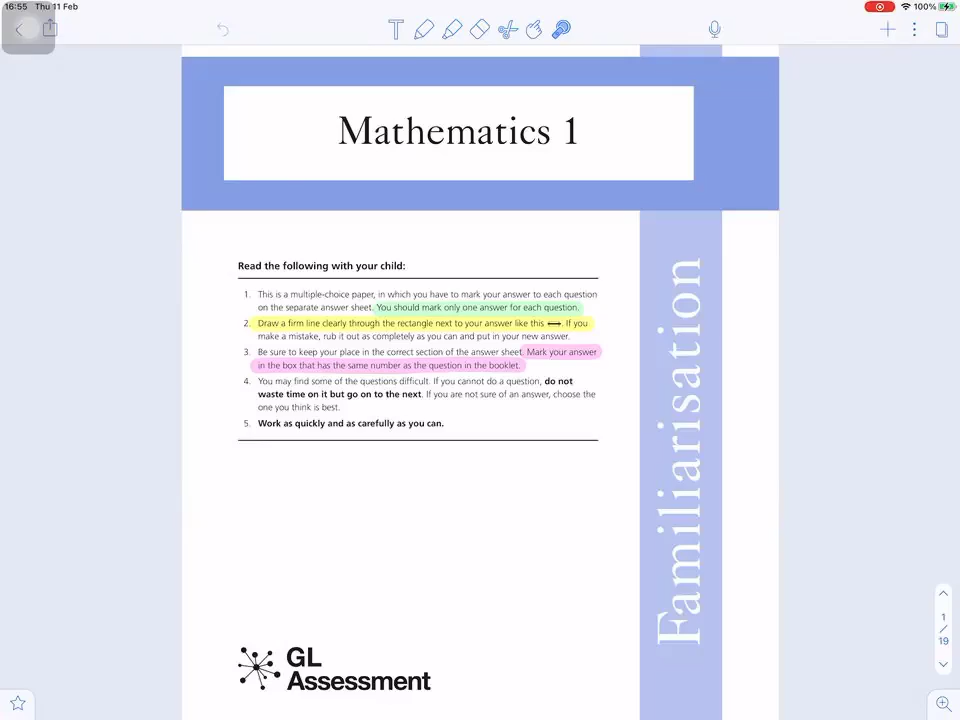 16:55 Thu 11 Feb
100%
T
Mathematics 1
Read the following with your child:
1. This is a multiple-choice paper, in which you have to mark your answer to each question
on the separate answer sheet. You should mark only one answer for each question.
2. Draw a firm line clearly through the rectangle next to your answer like this . If you
make a mistake, rub it out as completely as you can and put in your new answer.
3. Be sure to keep your place in the correct section of the answer sheet. Mark your answer
in the box that has the same number as the question in the booklet.
4. You may find some of the questions difficult. If you cannot do a question, do not
waste time on it but go on to the next. If you are not sure of an answer, choose the
one you think is best.
5. Work as quickly and as carefully as you can.
Familiarisation
GL
Assessment
1
/
19